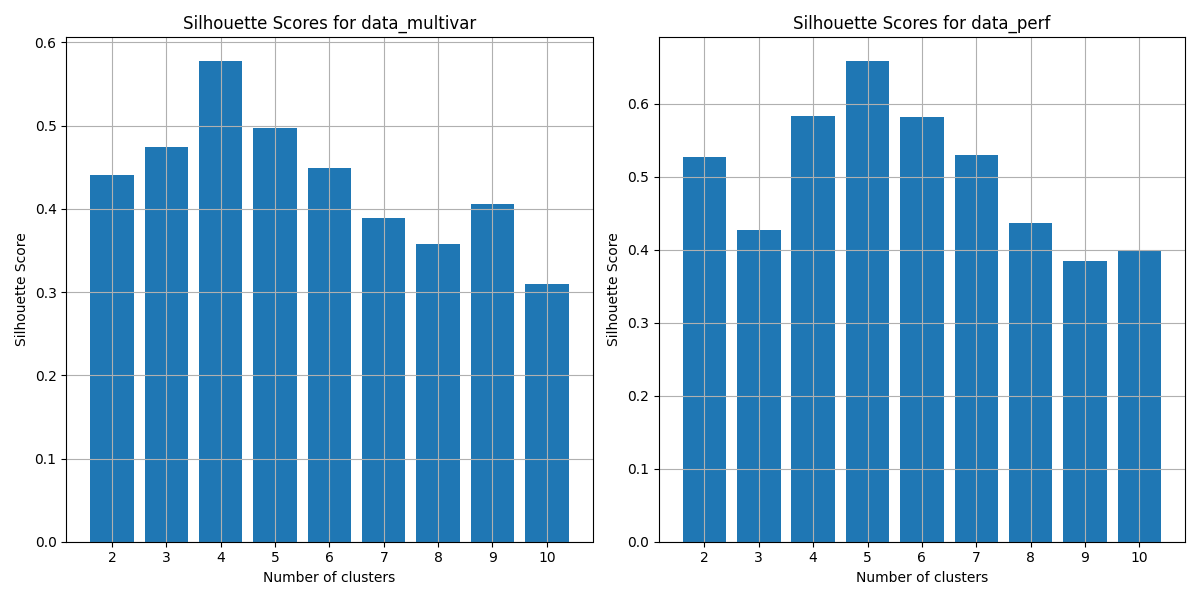 Silhouette Scores for data_multivar
Silhouette Score
0.6
0.5
0.4
0.3
0.2
0.1
0.0
2 3 4 5 6 7 8 9 10
Number of clusters
Silhouette Scores for data_perf
Silhouette Score
0.6
0.5
0.4
0.3
0.2
0.1
0.0
2 3 4 5 6 7 8 9 10
Number of clusters